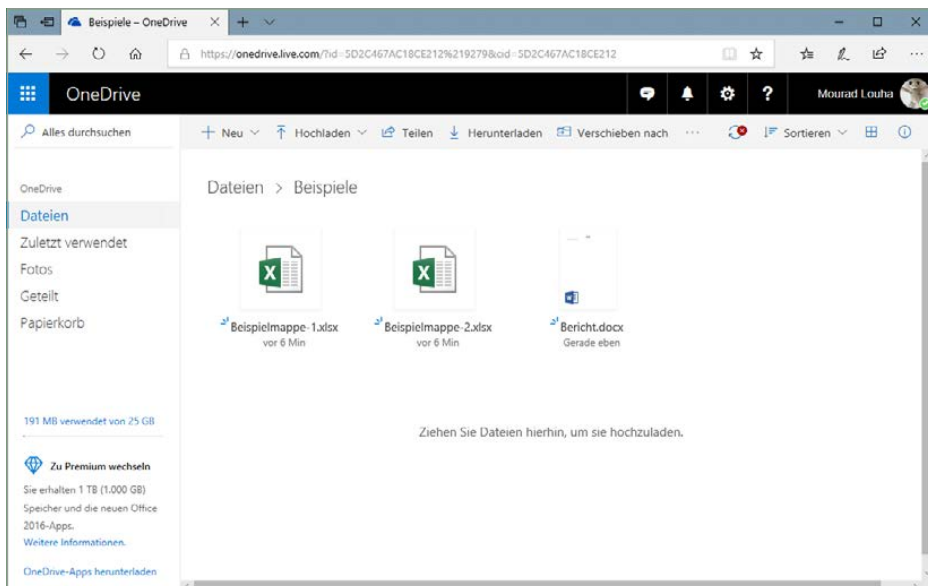 Beispiele – OneDrive
https://onedrive.live.com/?id=5D2C467AC18CE212%219279&cid=5D2C467AC18CE212
OneDrive
?
Mourad Louha
Alles durchsuchen
Neu
Hochladen
Teilen
Herunterladen
Verschieben nach
Sortieren
OneDrive
Dateien
Zuletzt verwendet
Fotos
Geteilt
Papierkorb
191 MB verwendet von 25 GB
Zu Premium wechseln
Sie erhalten 1 TB (1.000 GB)
Speicher und die neuen Office
2016-Apps.
Weitere Informationen.
OneDrive-Apps herunterladen
Dateien > Beispiele
Beispielmappe-1.xlsx
vor 6 Min
Beispielmappe-2.xlsx
vor 6 Min
Bericht.docx
Gerade eben
Ziehen Sie Dateien hierhin, um sie hochzuladen.